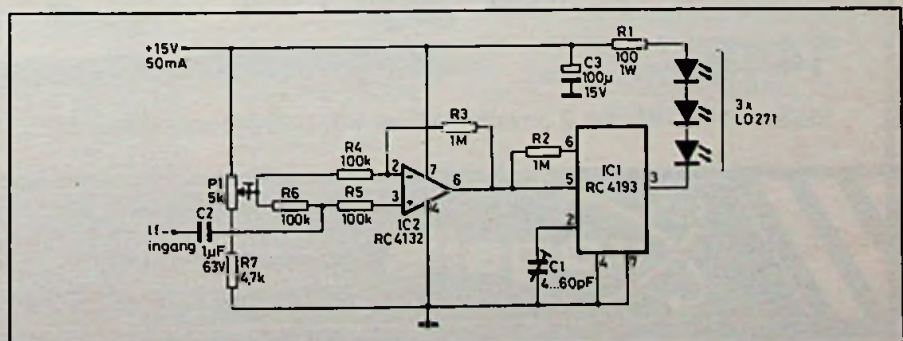 +15V
50mA
R1
100
1W
C3
100µ
15V
3x
LD271
R3
1M
R4
100k
R2
1M
6
IC1
RC 4193
3
5
2
4
7
P1
5k
R6
100k
R5
100k
2
-
3
+
7
6
4
IC2
RC 4132
C2
1µF
63V
lf
ingang
R7
4,7k
C1
4...60pF